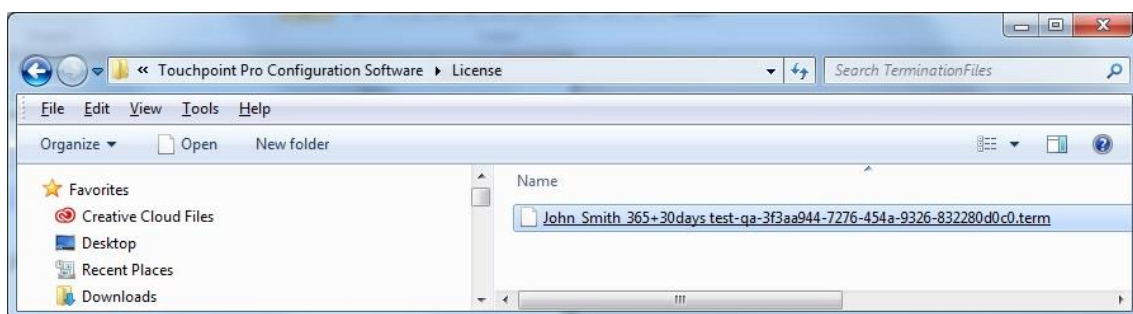 « Touchpoint Pro Configuration Software ▸ License Search TerminationFiles
File Edit View Tools Help
Organize Open New folder
Favorites
Creative Cloud Files
Desktop
Recent Places
Downloads
Name
John Smith 365+30days test-qa-3f3aa944-7276-454a-9326-832280d0c0.term